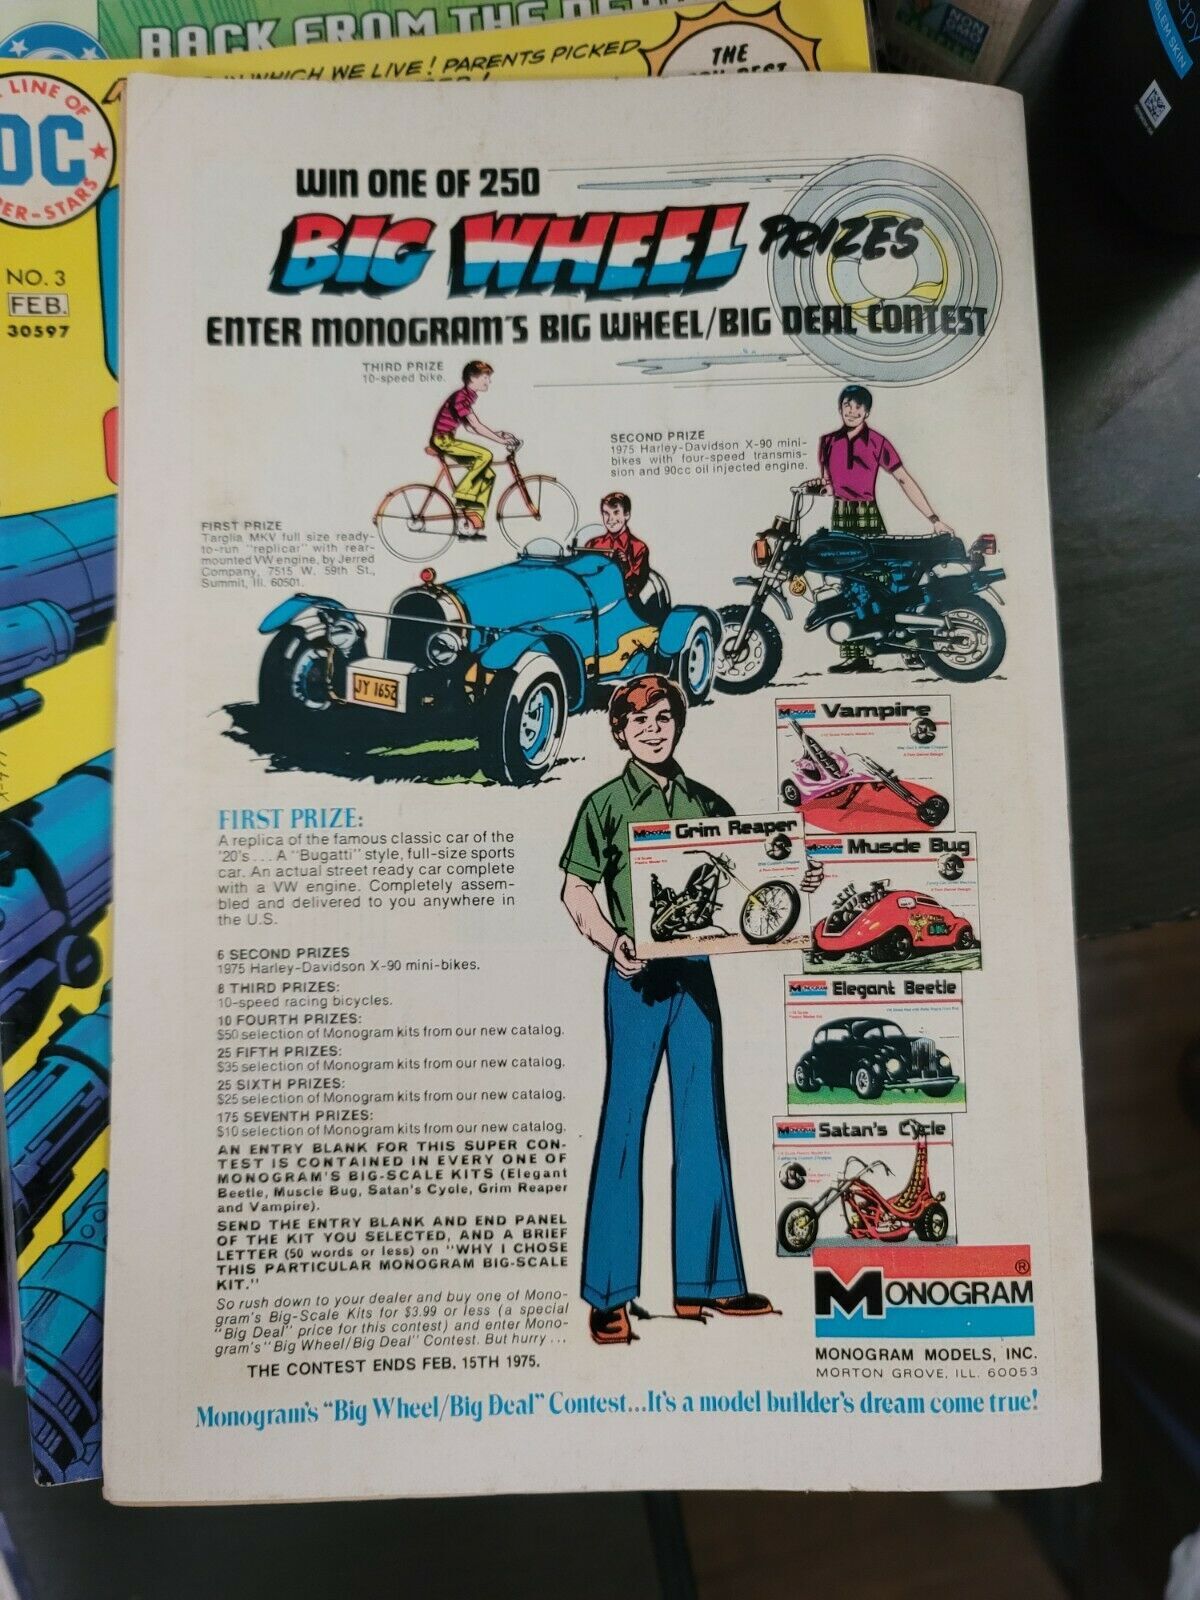 BACK FROM THE DEAD
IN WHICH WE LIVE! PARENTS PICKED
THE
LINE OF
DC
SUPER-STARS
NO. 3
FEB.
30597
NON
GMO
WIN ONE OF 250
BIG WHEEL PRIZES
ENTER MONOGRAM'S BIG WHEEL/BIG DEAL CONTEST
THIRD PRIZE
10-speed bike.
SECOND PRIZE
1975 Harley-Davidson X-90 mini-
bikes with four-speed transmis-
sion and 90cc oil injected engine.
FIRST PRIZE
Targlia MKV full size ready-
to-run "replicar" with rear-
mounted VW engine, by Jerred
Company, 7515 W. 59th St.,
Summit, Ill. 60501.
JY 1652
FIRST PRIZE:
A replica of the famous classic car of the
'20's... A "Bugatti" style, full-size sports
car. An actual street ready car complete
with a VW engine. Completely assem-
bled and delivered to you anywhere in
the U.S.
6 SECOND PRIZES
1975 Harley-Davidson X-90 mini-bikes.
8 THIRD PRIZES:
10-speed racing bicycles.
10 FOURTH PRIZES:
$50 selection of Monogram kits from our new catalog.
25 FIFTH PRIZES:
$35 selection of Monogram kits from our new catalog.
25 SIXTH PRIZES:
$25 selection of Monogram kits from our new catalog.
175 SEVENTH PRIZES:
$10 selection of Monogram kits from our new catalog.
AN ENTRY BLANK FOR THIS SUPER CON-
TEST IS CONTAINED IN EVERY ONE OF
MONOGRAM'S BIG-SCALE KITS (Elegant
Beetle, Muscle Bug, Satan's Cycle, Grim Reaper
and Vampire).
SEND THE ENTRY BLANK AND END PANEL
OF THE KIT YOU SELECTED, AND A BRIEF
LETTER (50 words or less) on "WHY I CHOSE
THIS PARTICULAR MONOGRAM BIG-SCALE
KIT."
So rush down to your dealer and buy one of Mono-
gram's Big-Scale Kits for $3.99 or less (a special
"Big Deal" price for this contest) and enter Mono-
gram's "Big Wheel/Big Deal" Contest. But hurry...
THE CONTEST ENDS FEB. 15TH 1975.
MONOGRAM Vampire
MONOGRAM Grim Reaper
MONOGRAM Muscle Bug
MONOGRAM Elegant Beetle
MONOGRAM Satan's Cycle
MONOGRAM ®
MONOGRAM MODELS, INC.
MORTON GROVE, ILL. 60053
Monogram's "Big Wheel/Big Deal" Contest...It's a model builder's dream come true!